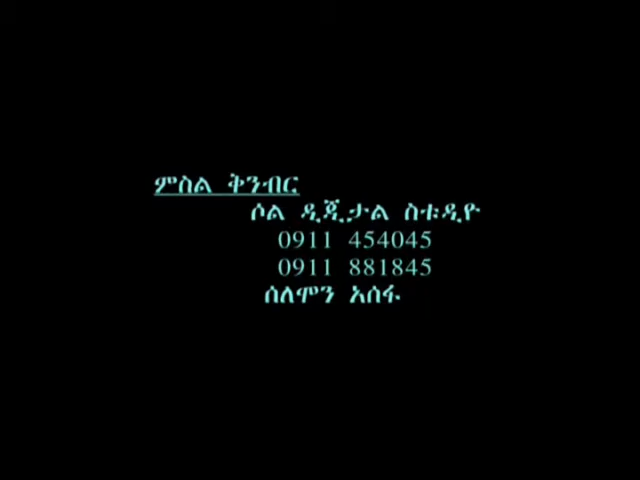 ምስል ቅንብር
ሶል ዲጂታል ስቱዲዮ
0911 454045
0911 881845
ሰለሞን አሰፋ